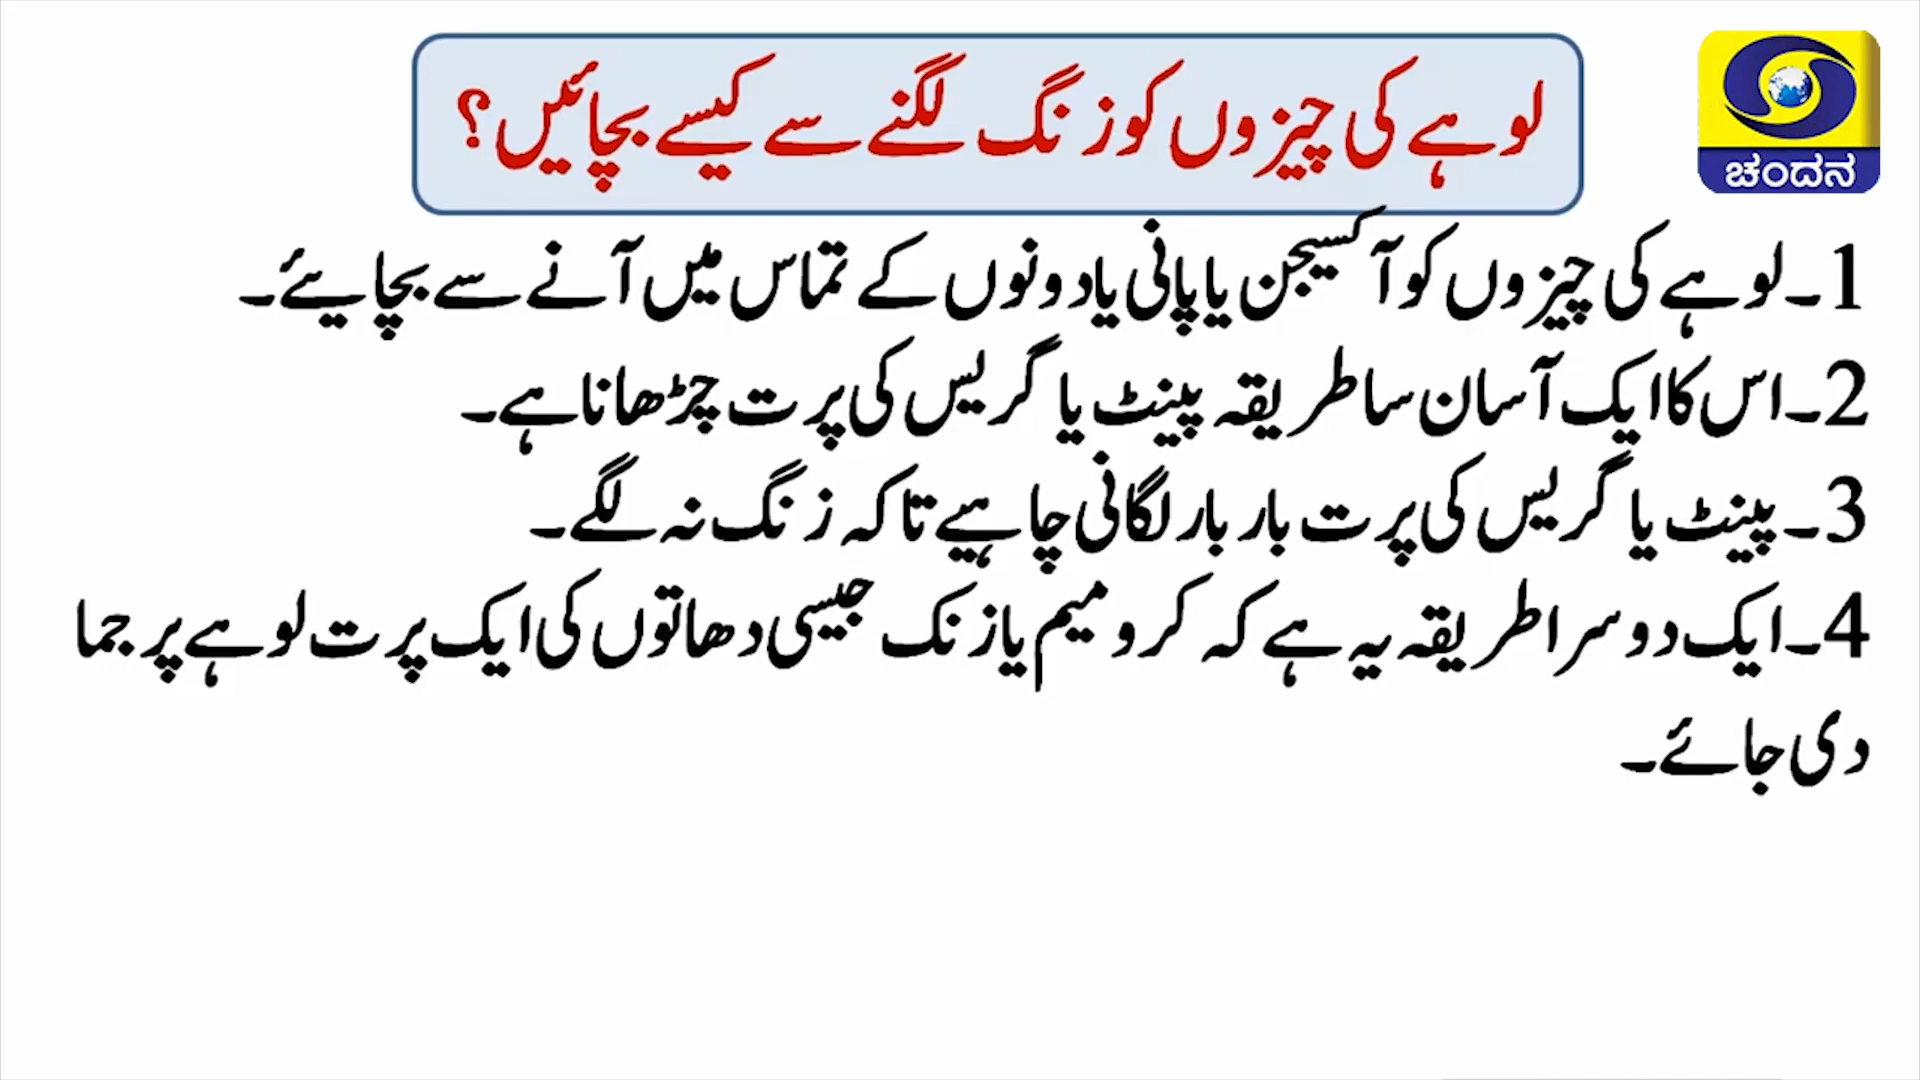 لوہے کی چیزوں کو زنگ لگنے سے کیسے بچائیں؟
ಚಂದನ
1۔ لوہے کی چیزوں کو آکسیجن یا پانی یا دونوں کے تماس میں آنے سے بچایئے۔
2۔ اس کا ایک آسان سا طریقہ پینٹ یا گریس کی پرت چڑھانا ہے۔
3۔ پینٹ یا گریس کی پرت بار بار لگانی چاہیے تاکہ زنگ نہ لگے۔
4۔ ایک دوسرا طریقہ یہ ہے کہ کرومیم یا زنک جیسی دھاتوں کی ایک پرت لوہے پر جما
دی جائے۔